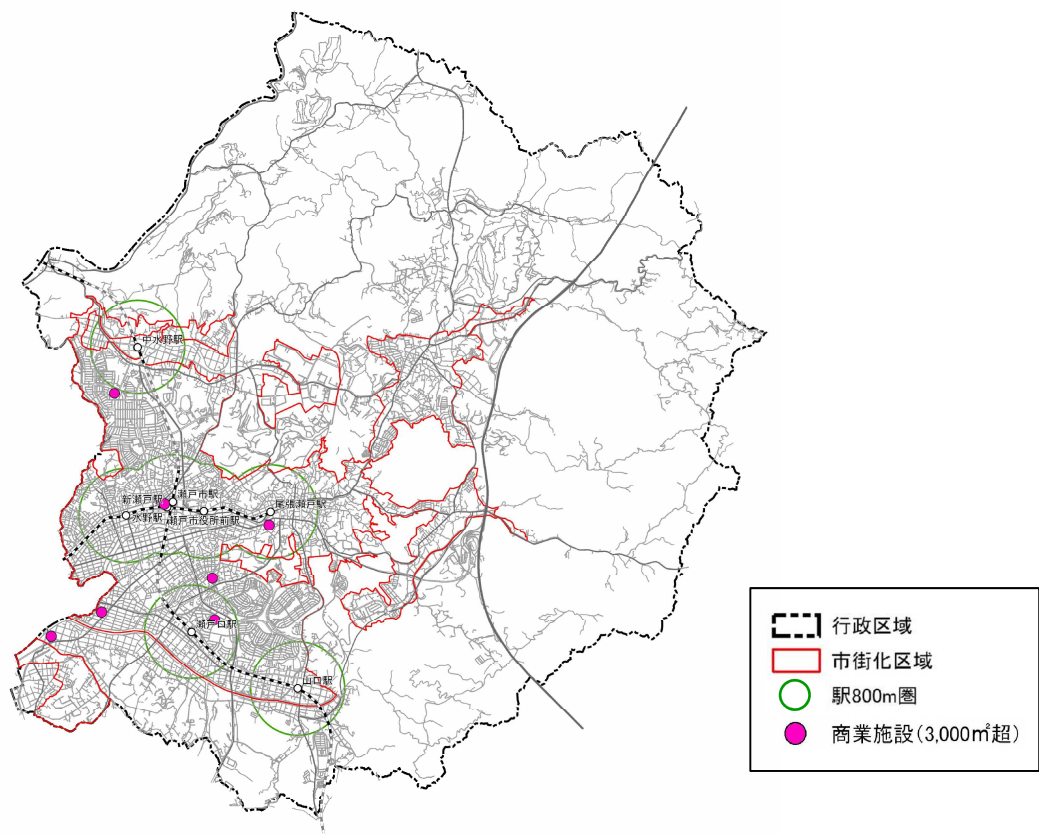 中水野駅
新瀬戸駅
瀬戸市駅
水野駅
瀬戸市役所前駅
尾張瀬戸駅
瀬戸口駅
山口駅
行政区域
市街化区域
駅800m圏
商業施設(3,000㎡超)